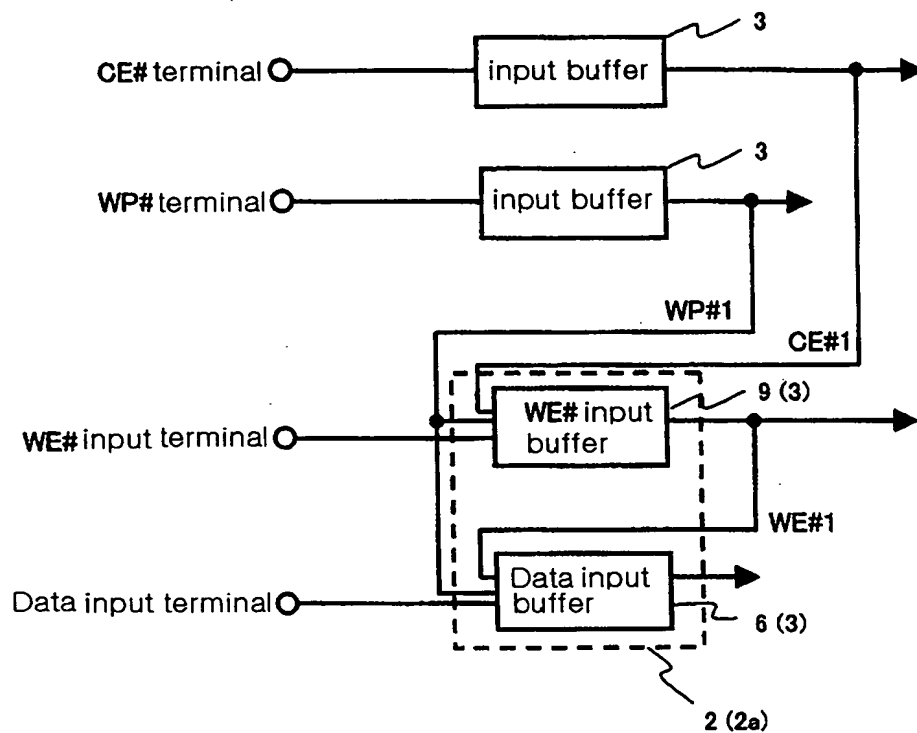 3
CE# terminal
input buffer
3
WP# terminal
input buffer
WP#1
CE#1
9 (3)
WE# input terminal
WE# input
buffer
WE#1
Data input terminal
Data input
buffer
6 (3)
2 (2a)